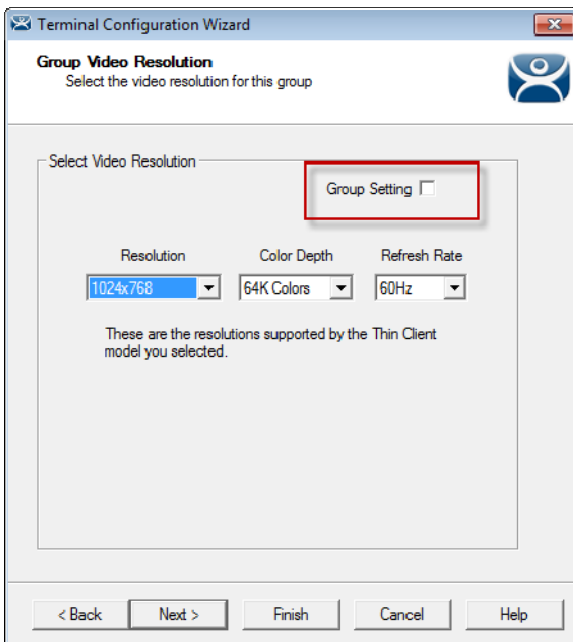 Terminal Configuration Wizard
Group Video Resolution
Select the video resolution for this group
Select Video Resolution
Group Setting
Resolution Color Depth Refresh Rate
1024x768 64K Colors 60Hz
These are the resolutions supported by the Thin Client
model you selected.
< Back Next > Finish Cancel Help